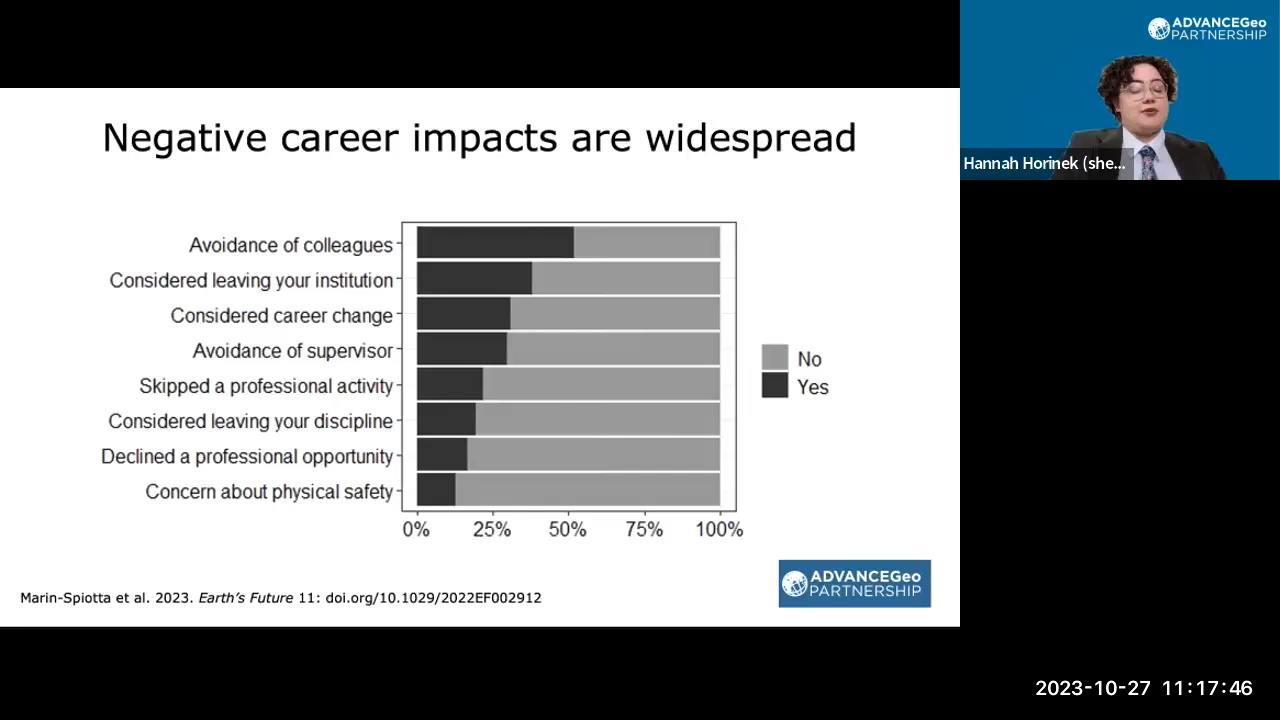 ADVANCEGeo
PARTNERSHIP
Hannah Horinek (she...
Negative career impacts are widespread
Avoidance of colleagues
Considered leaving your institution
Considered career change
Avoidance of supervisor
Skipped a professional activity
Considered leaving your discipline
Declined a professional opportunity
Concern about physical safety
0% 25% 50% 75% 100%
No
Yes
ADVANCEGeo
PARTNERSHIP
Marin-Spiotta et al. 2023. Earth's Future 11: doi.org/10.1029/2022EF002912
2023-10-27 11:17:46